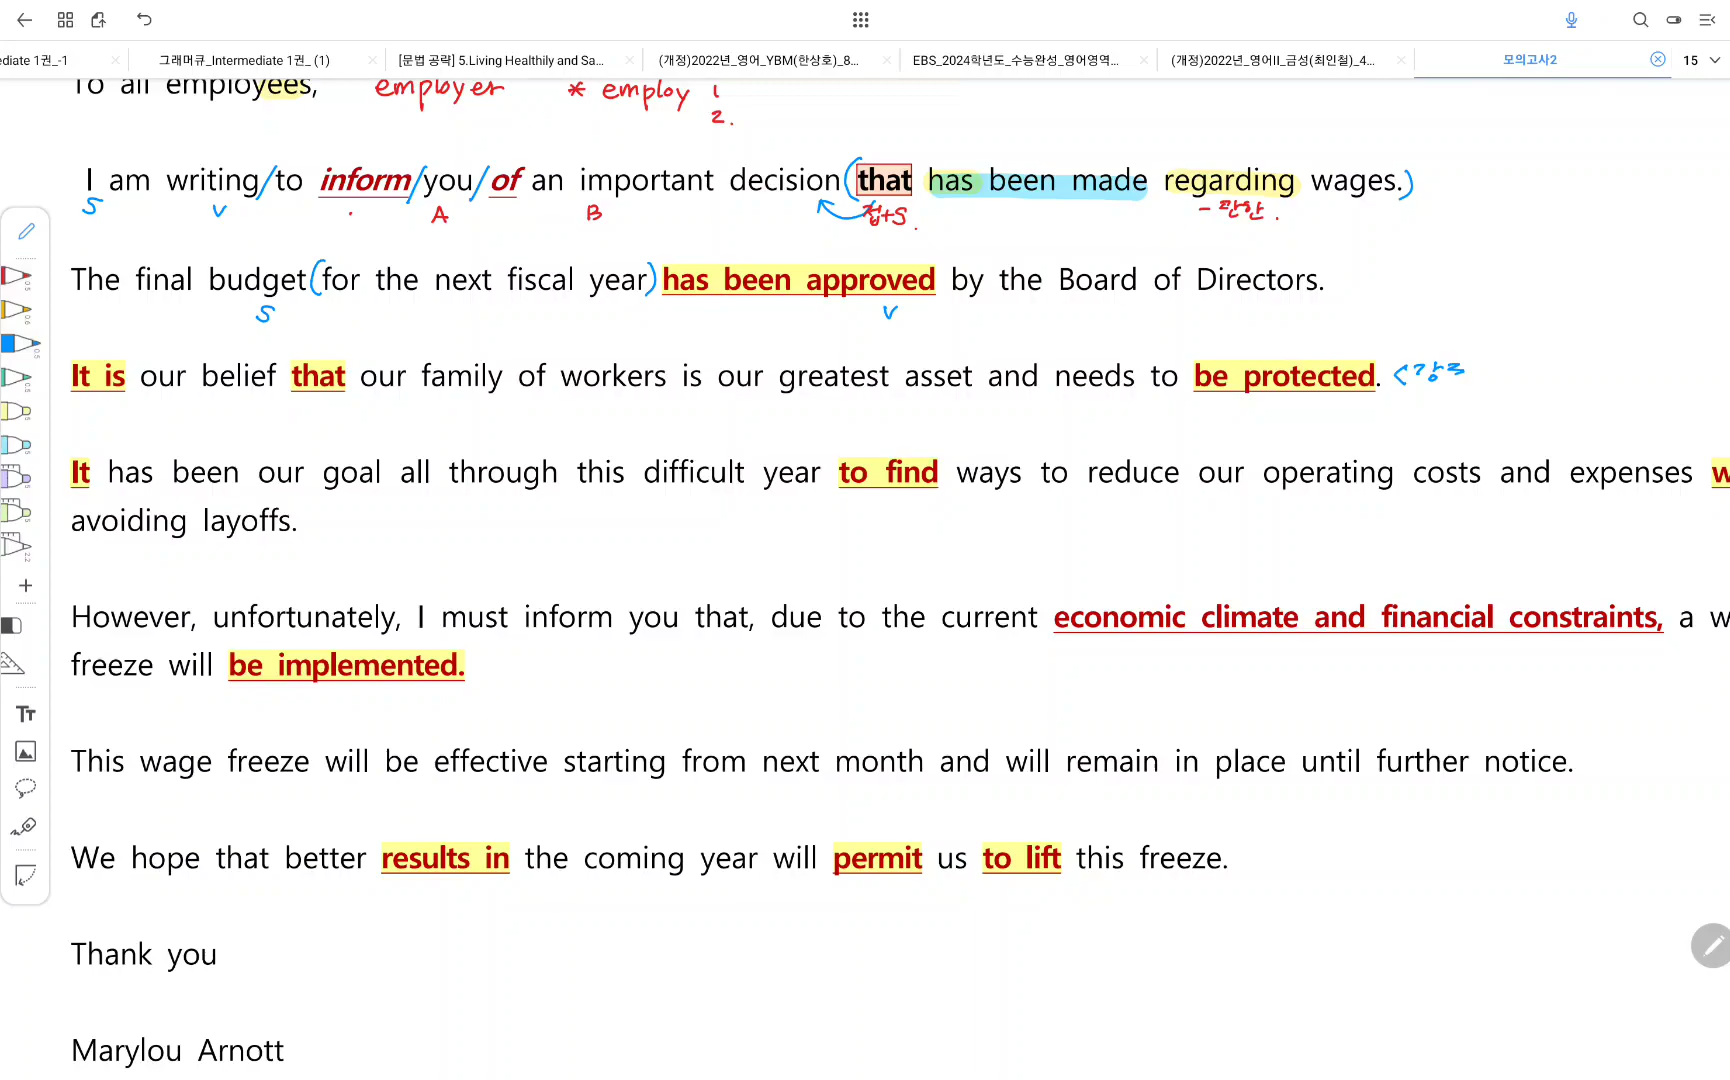 ediate 1권_-1
그래머큐_Intermediate 1권_ (1)
[문법 공략] 5.Living Healthily and Sa...
(개정)2022년_영어_YBM(한상호)_8...
EBS_2024학년도_수능완성_영어영역...
(개정)2022년_영어II_금성(최인철)_4...
모의고사2
15
To all employees,
employer * employ 1
2.
I am writing/to inform/you/of an important decision(that has been made regarding wages.)
S V A B 접+S. ~관한.
The final budget(for the next fiscal year)has been approved by the Board of Directors.
S V
It is our belief that our family of workers is our greatest asset and needs to be protected. <강조
It has been our goal all through this difficult year to find ways to reduce our operating costs and expenses w
avoiding layoffs.
However, unfortunately, I must inform you that, due to the current economic climate and financial constraints, a w
freeze will be implemented.
This wage freeze will be effective starting from next month and will remain in place until further notice.
We hope that better results in the coming year will permit us to lift this freeze.
Thank you
Marylou Arnott